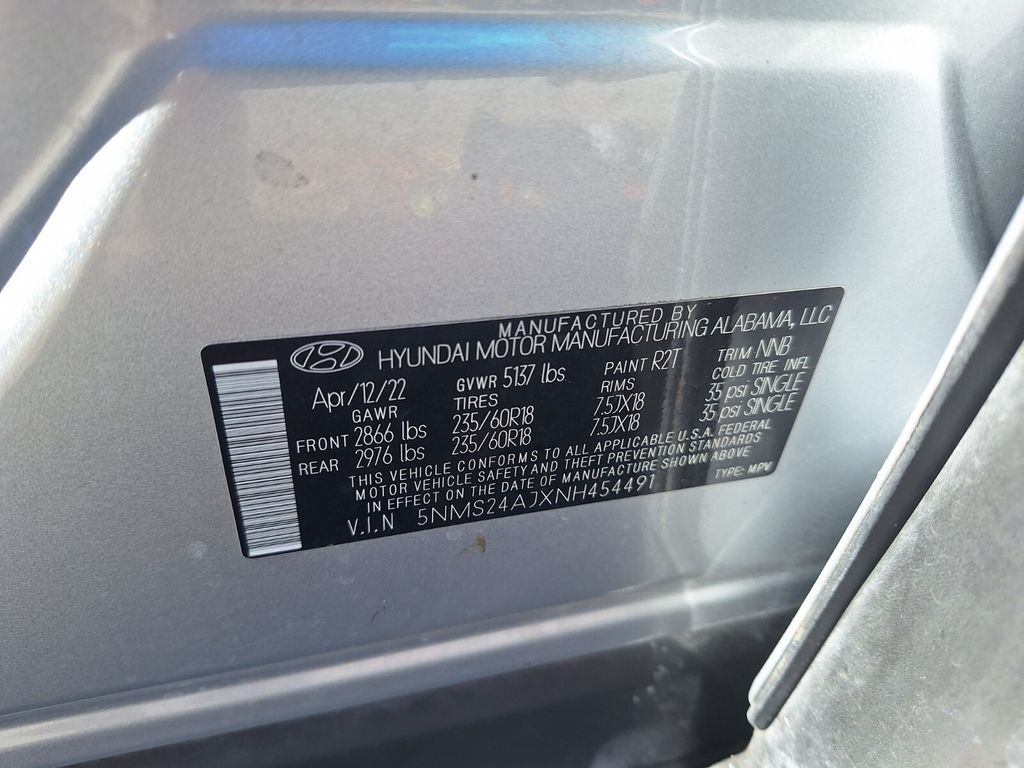 MANUFACTURED BY
HYUNDAI MOTOR MANUFACTURING ALABAMA, LLC
Apr/12/22 GVWR 5137 lbs PAINT R2T TRIM NNB
GAWR TIRES RIMS COLD TIRE INFL
FRONT 2866 lbs 235/60R18 7.5JX18 35 psi SINGLE
REAR 2976 lbs 235/60R18 7.5JX18 35 psi SINGLE
THIS VEHICLE CONFORMS TO ALL APPLICABLE U.S.A. FEDERAL
MOTOR VEHICLE SAFETY AND THEFT PREVENTION STANDARDS
IN EFFECT ON THE DATE OF MANUFACTURE SHOWN ABOVE
V.I.N 5NMS24AJXNH454491 TYPE: MPV